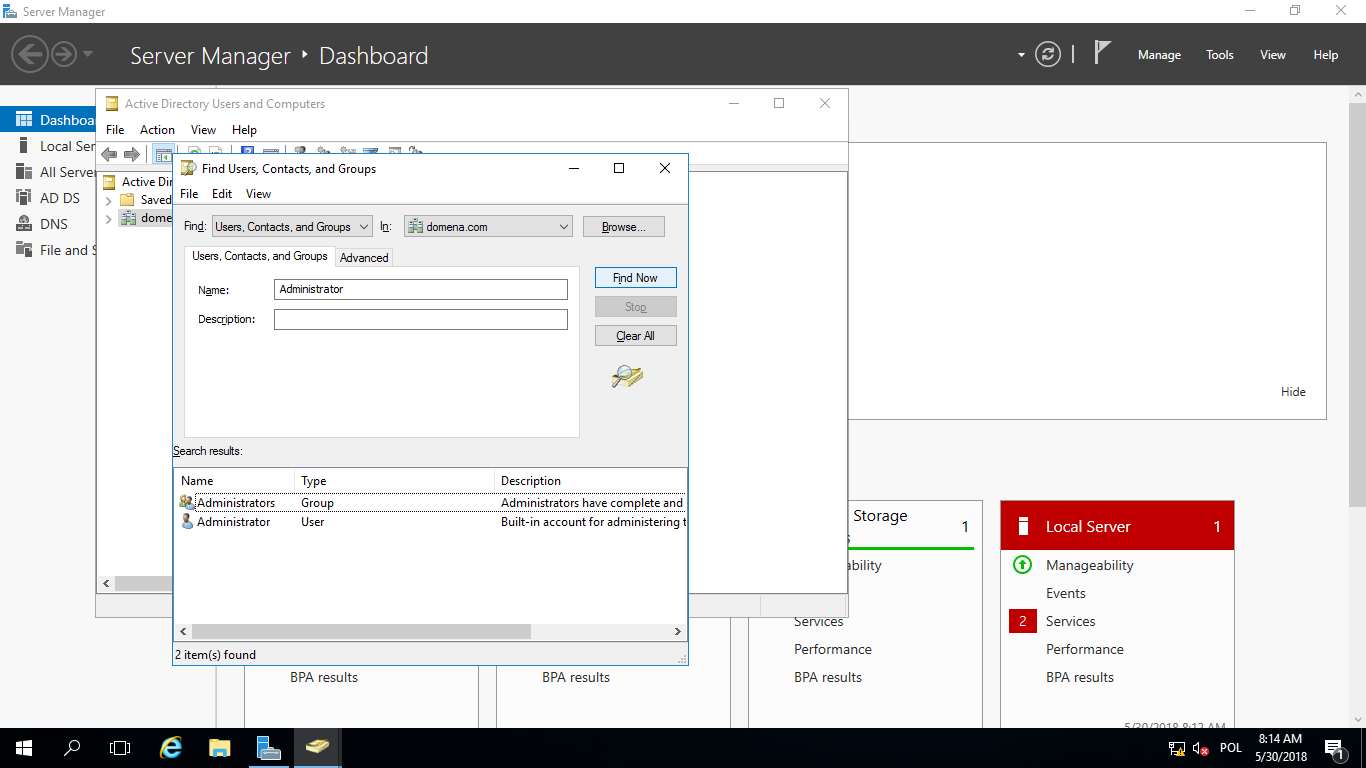 Server Manager
Server Manager Dashboard
Manage Tools View Help
Dashboa
Local Ser
All Server
AD DS
DNS
File and S
Active Directory Users and Computers
File Action View Help
Active Dir
Saved
dome
Find Users, Contacts, and Groups
File Edit View
Find: Users, Contacts, and Groups In: domena.com Browse...
Users, Contacts, and Groups Advanced
Name: Administrator
Description:
Find Now
Stop
Clear All
Search results:
Name Type Description
Administrators Group Administrators have complete and
Administrator User Built-in account for administering t
2 item(s) found
Hide
BPA results
BPA results
Storage 1
s
ability
Services
Performance
BPA results
Local Server 1
Manageability
Events
2 Services
Performance
BPA results
5/30/2018 8:12 AM
POL
8:14 AM
5/30/2018
1